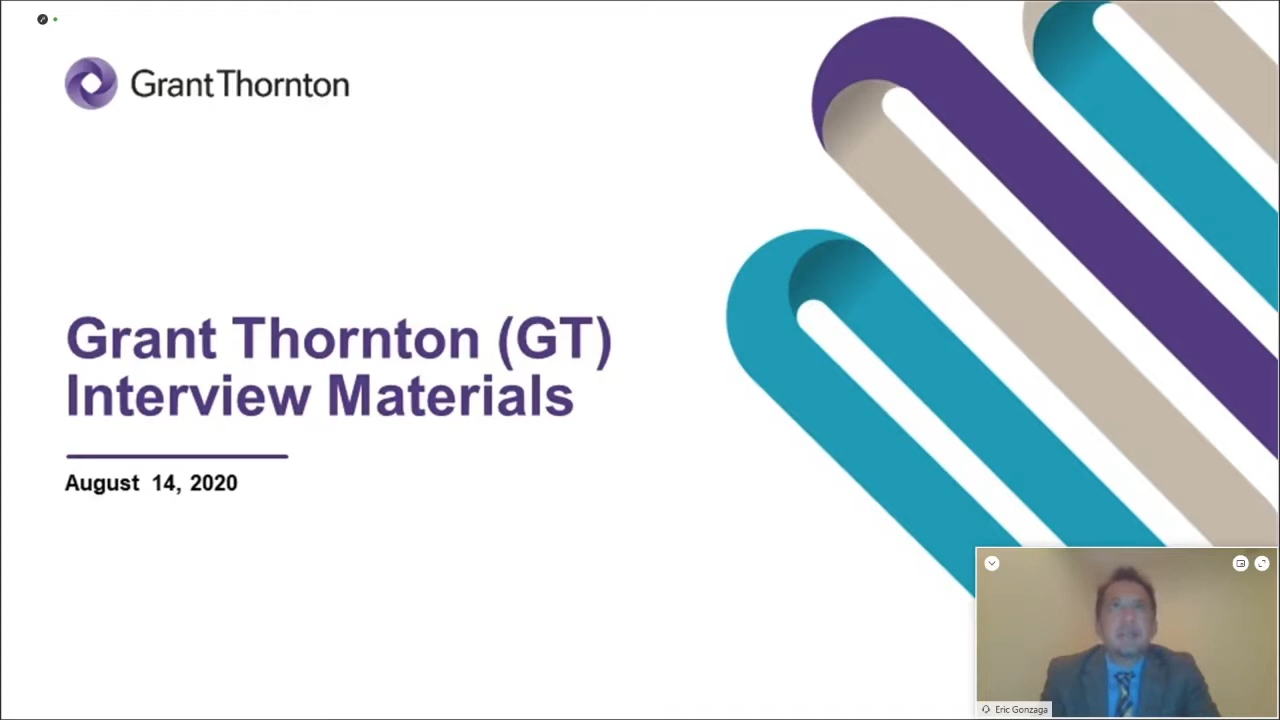 Grant Thornton
Grant Thornton (GT)
Interview Materials
August 14, 2020
Eric Gonzaga